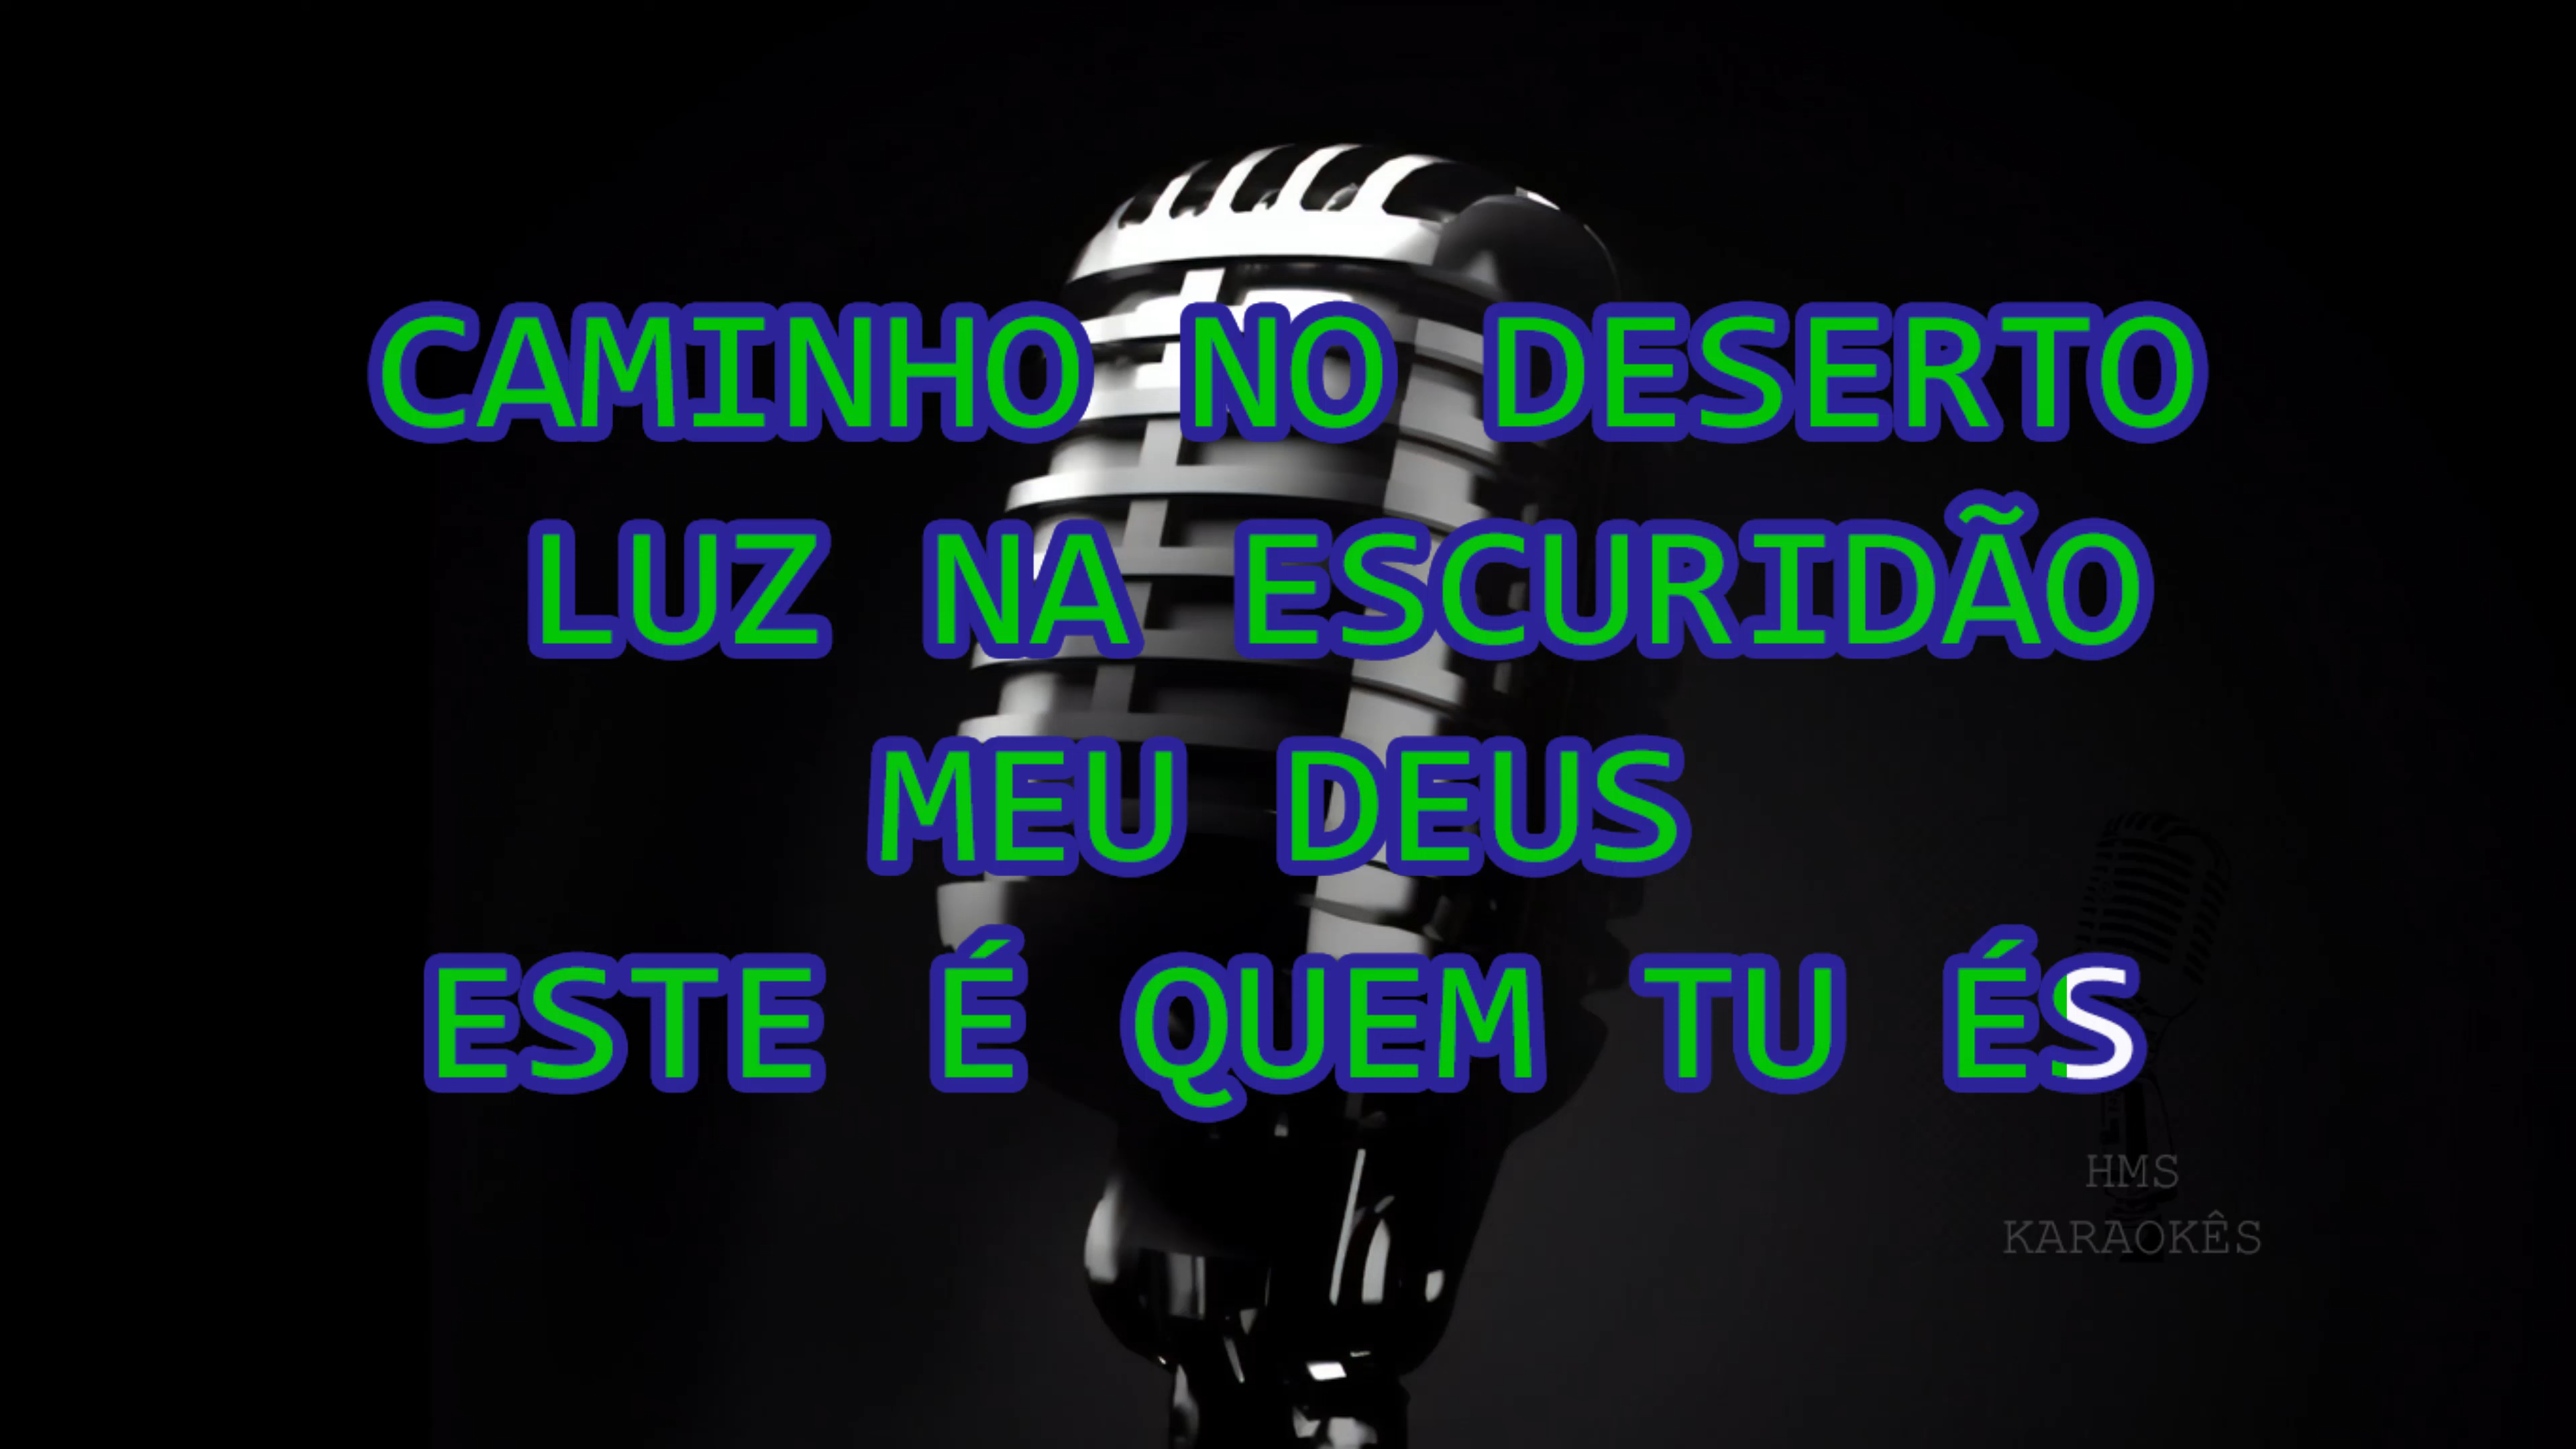 CAMINHO NO DESERTO
LUZ NA ESCURIDÃO
MEU DEUS
ESTE É QUEM TU ÉS
HMS
KARAOKÊS